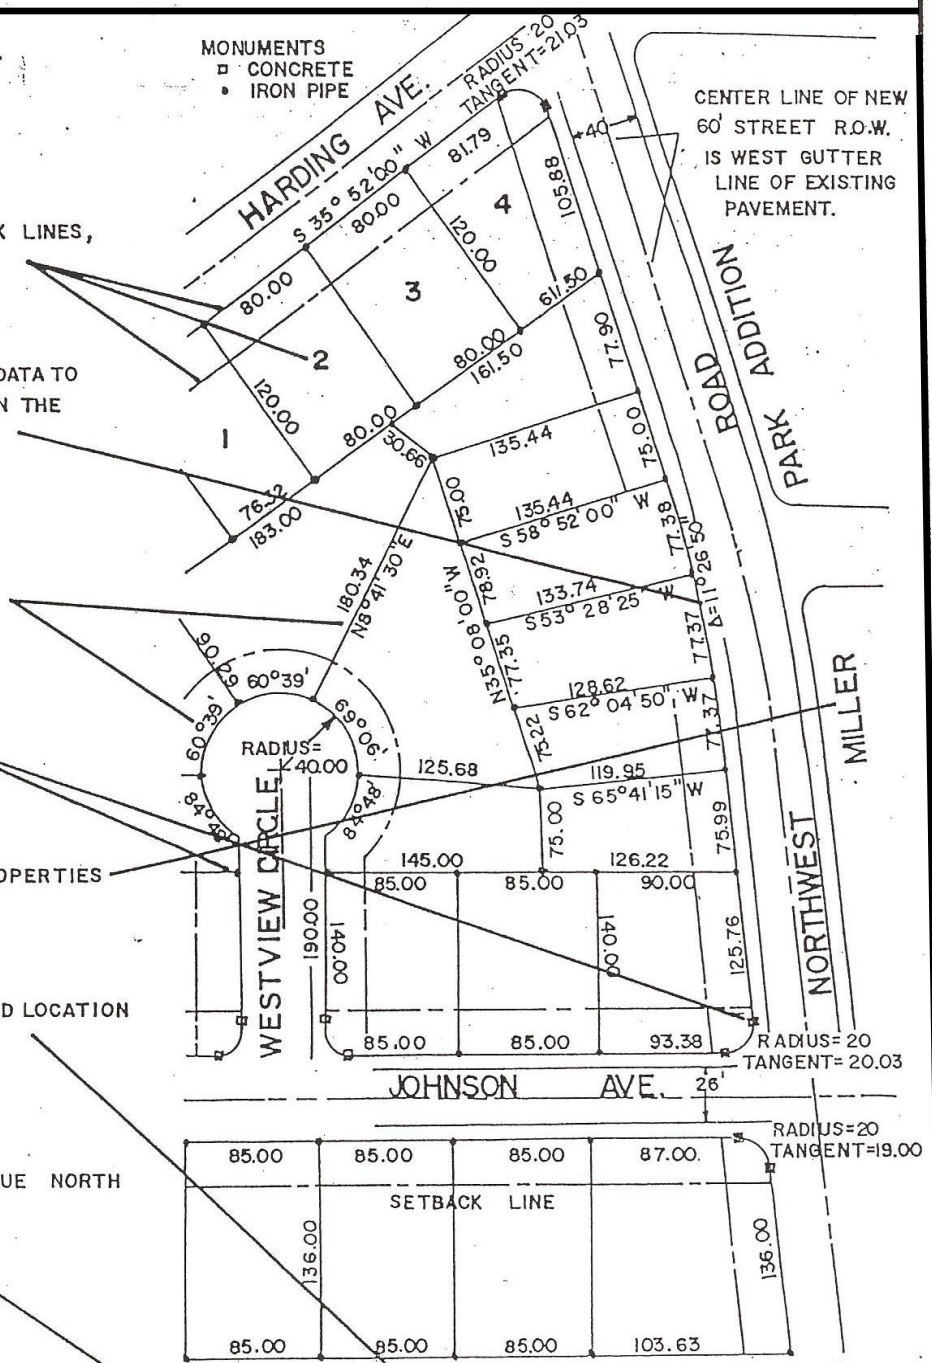 MONUMENTS
CONCRETE
IRON PIPE
HARDING AVE.
RADIUS 20
TANGENT=21.03
CENTER LINE OF NEW
60' STREET R.O.W.
IS WEST GUTTER
LINE OF EXISTING
PAVEMENT.
40
S 35° 52'00" W
81.79
80.00
80.00
105.88
4
120.00
3
2
1
K LINES,
61.50
80.00
161.50
77.90
120.00
80.00
30.66
DATA TO
N THE
76.32
183.00
135.44
75.00
75.00
135.44
S 58° 52' 00" W
77.38
ROAD
PARK ADDITION
180.34
N8°41'30"E
78.92
133.74
S 53° 28' 25" W
Δ=11°26'50"
N35°08'00"W
77.35
77.37
128.62
S 62° 04'50" W
77.37
75.22
119.95
S 65°41'15" W
75.99
62.06
60°39'
60°39'
69°06'
RADIUS=
40.00
84°48'
84°48'
125.68
75.00
MILLER
145.00
126.22
85.00
85.00
90.00
OPERTIES
WESTVIEW CIRCLE
190.00
140.00
140.00
125.76
NORTHWEST
D LOCATION
85.00
85.00
93.38
RADIUS=20
TANGENT=20.03
JOHNSON AVE.
26'
RADIUS=20
TANGENT=19.00
85.00
85.00
85.00
87.00
UE NORTH
SETBACK LINE
136.00
136.00
85.00
85.00
85.00
103.63